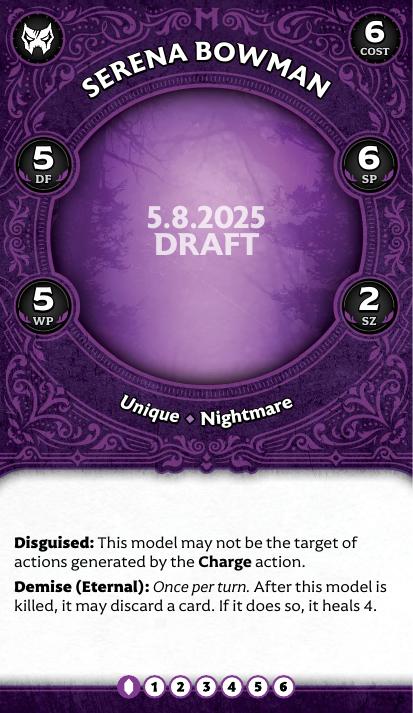 6
COST
SERENA BOWMAN
5
DF
6
SP
5.8.2025
DRAFT
5
WP
2
SZ
Unique ♦ Nightmare
Disguised: This model may not be the target of
actions generated by the Charge action.
Demise (Eternal): Once per turn. After this model is
killed, it may discard a card. If it does so, it heals 4.
1 2 3 4 5 6